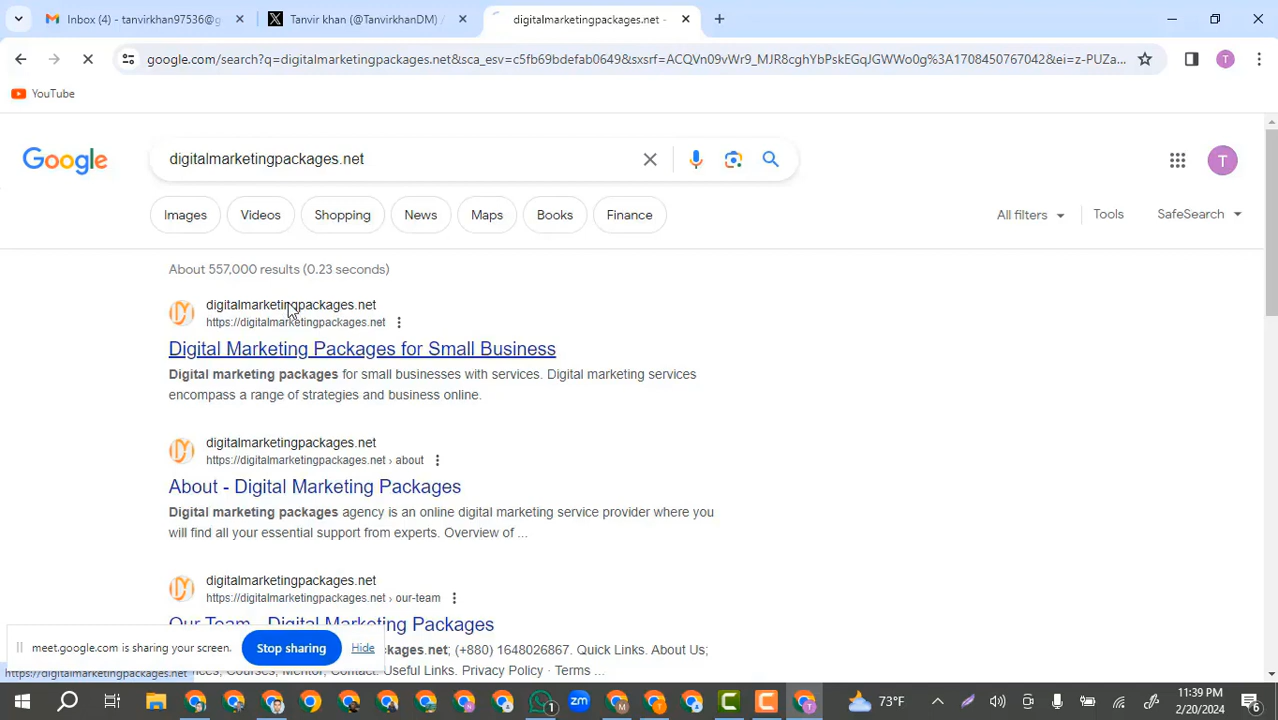 Inbox (4) - tanvirkhan97536@g
Tanvir khan (@TanvirkhanDM) /
digitalmarketingpackages.net -
google.com/search?q=digitalmarketingpackages.net&sca_esv=c5fb69bdefab0649&sxsrf=ACQVn09vWr9_MJR8cghYbPskEGqJGWWo0g%3A1708450767042&ei=z-PUZa...
T
YouTube
Google
digitalmarketingpackages.net
T
Images
Videos
Shopping
News
Maps
Books
Finance
All filters
Tools
SafeSearch
About 557,000 results (0.23 seconds)
digitalmarketingpackages.net
https://digitalmarketingpackages.net
Digital Marketing Packages for Small Business
Digital marketing packages for small businesses with services. Digital marketing services
encompass a range of strategies and business online.
digitalmarketingpackages.net
https://digitalmarketingpackages.net › about
About - Digital Marketing Packages
Digital marketing packages agency is an online digital marketing service provider where you
will find all your essential support from experts. Overview of ...
digitalmarketingpackages.net
https://digitalmarketingpackages.net › our-team
Our Team - Digital Marketing Packages
ckages.net; (+880) 1648026867. Quick Links. About Us;
ces, Courses, Mentor, Contact. Useful Links. Privacy Policy · Terms ...
meet.google.com is sharing your screen.
Stop sharing
Hide
https://digitalmarketingpackages.net
1
zm
M
T
T
73°F
11:39 PM
2/20/2024
6